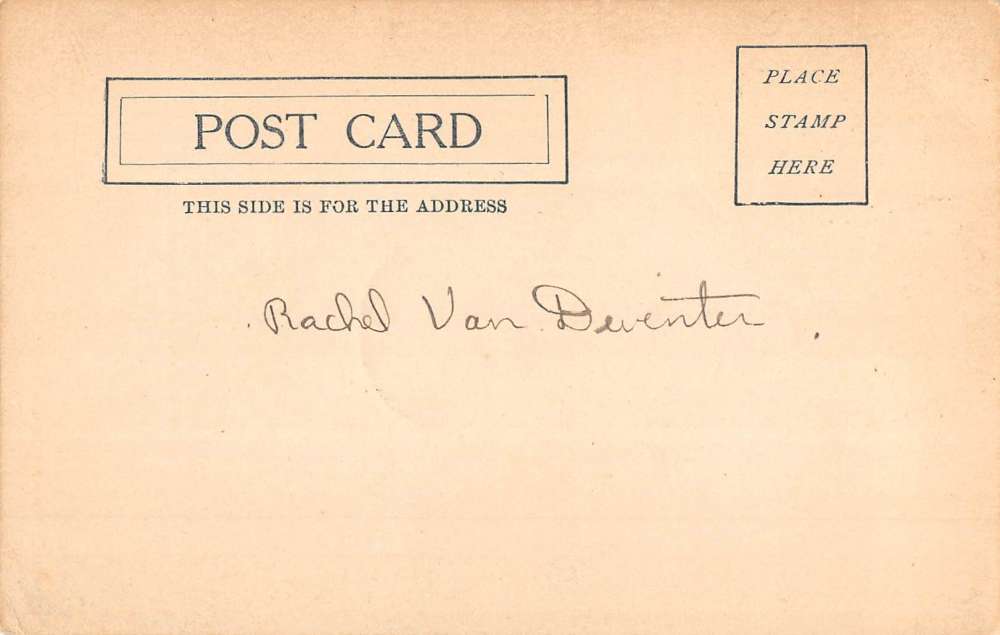 POST CARD
THIS SIDE IS FOR THE ADDRESS
PLACE
STAMP
HERE
Rachel Van Deventer